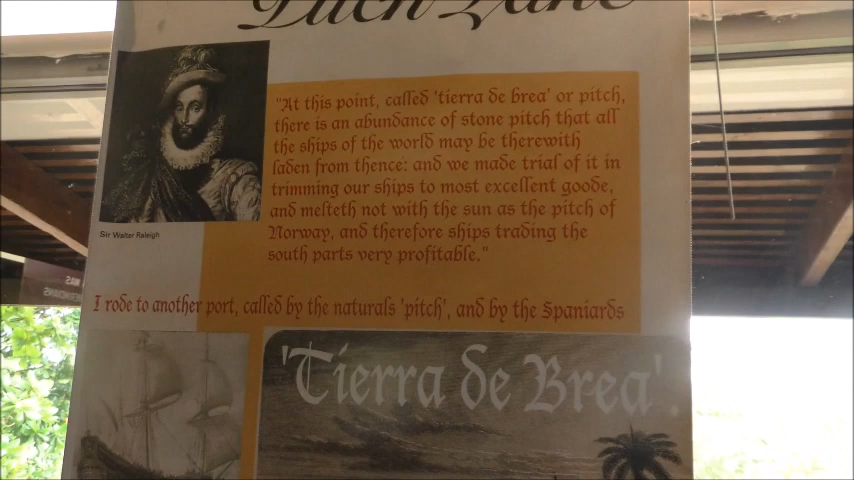 Pitch Lake
"At this point, called 'tierra de brea' or pitch,
there is an abundance of stone pitch that all
the ships of the world may be therewith
laden from thence: and we made trial of it in
trimming our ships to most excellent goode,
and melteth not with the sun as the pitch of
Norway, and therefore ships trading the
south parts very profitable."
Sir Walter Raleigh
I rode to another port, called by the naturals 'pitch', and by the Spaniards
'Tierra de Brea'.